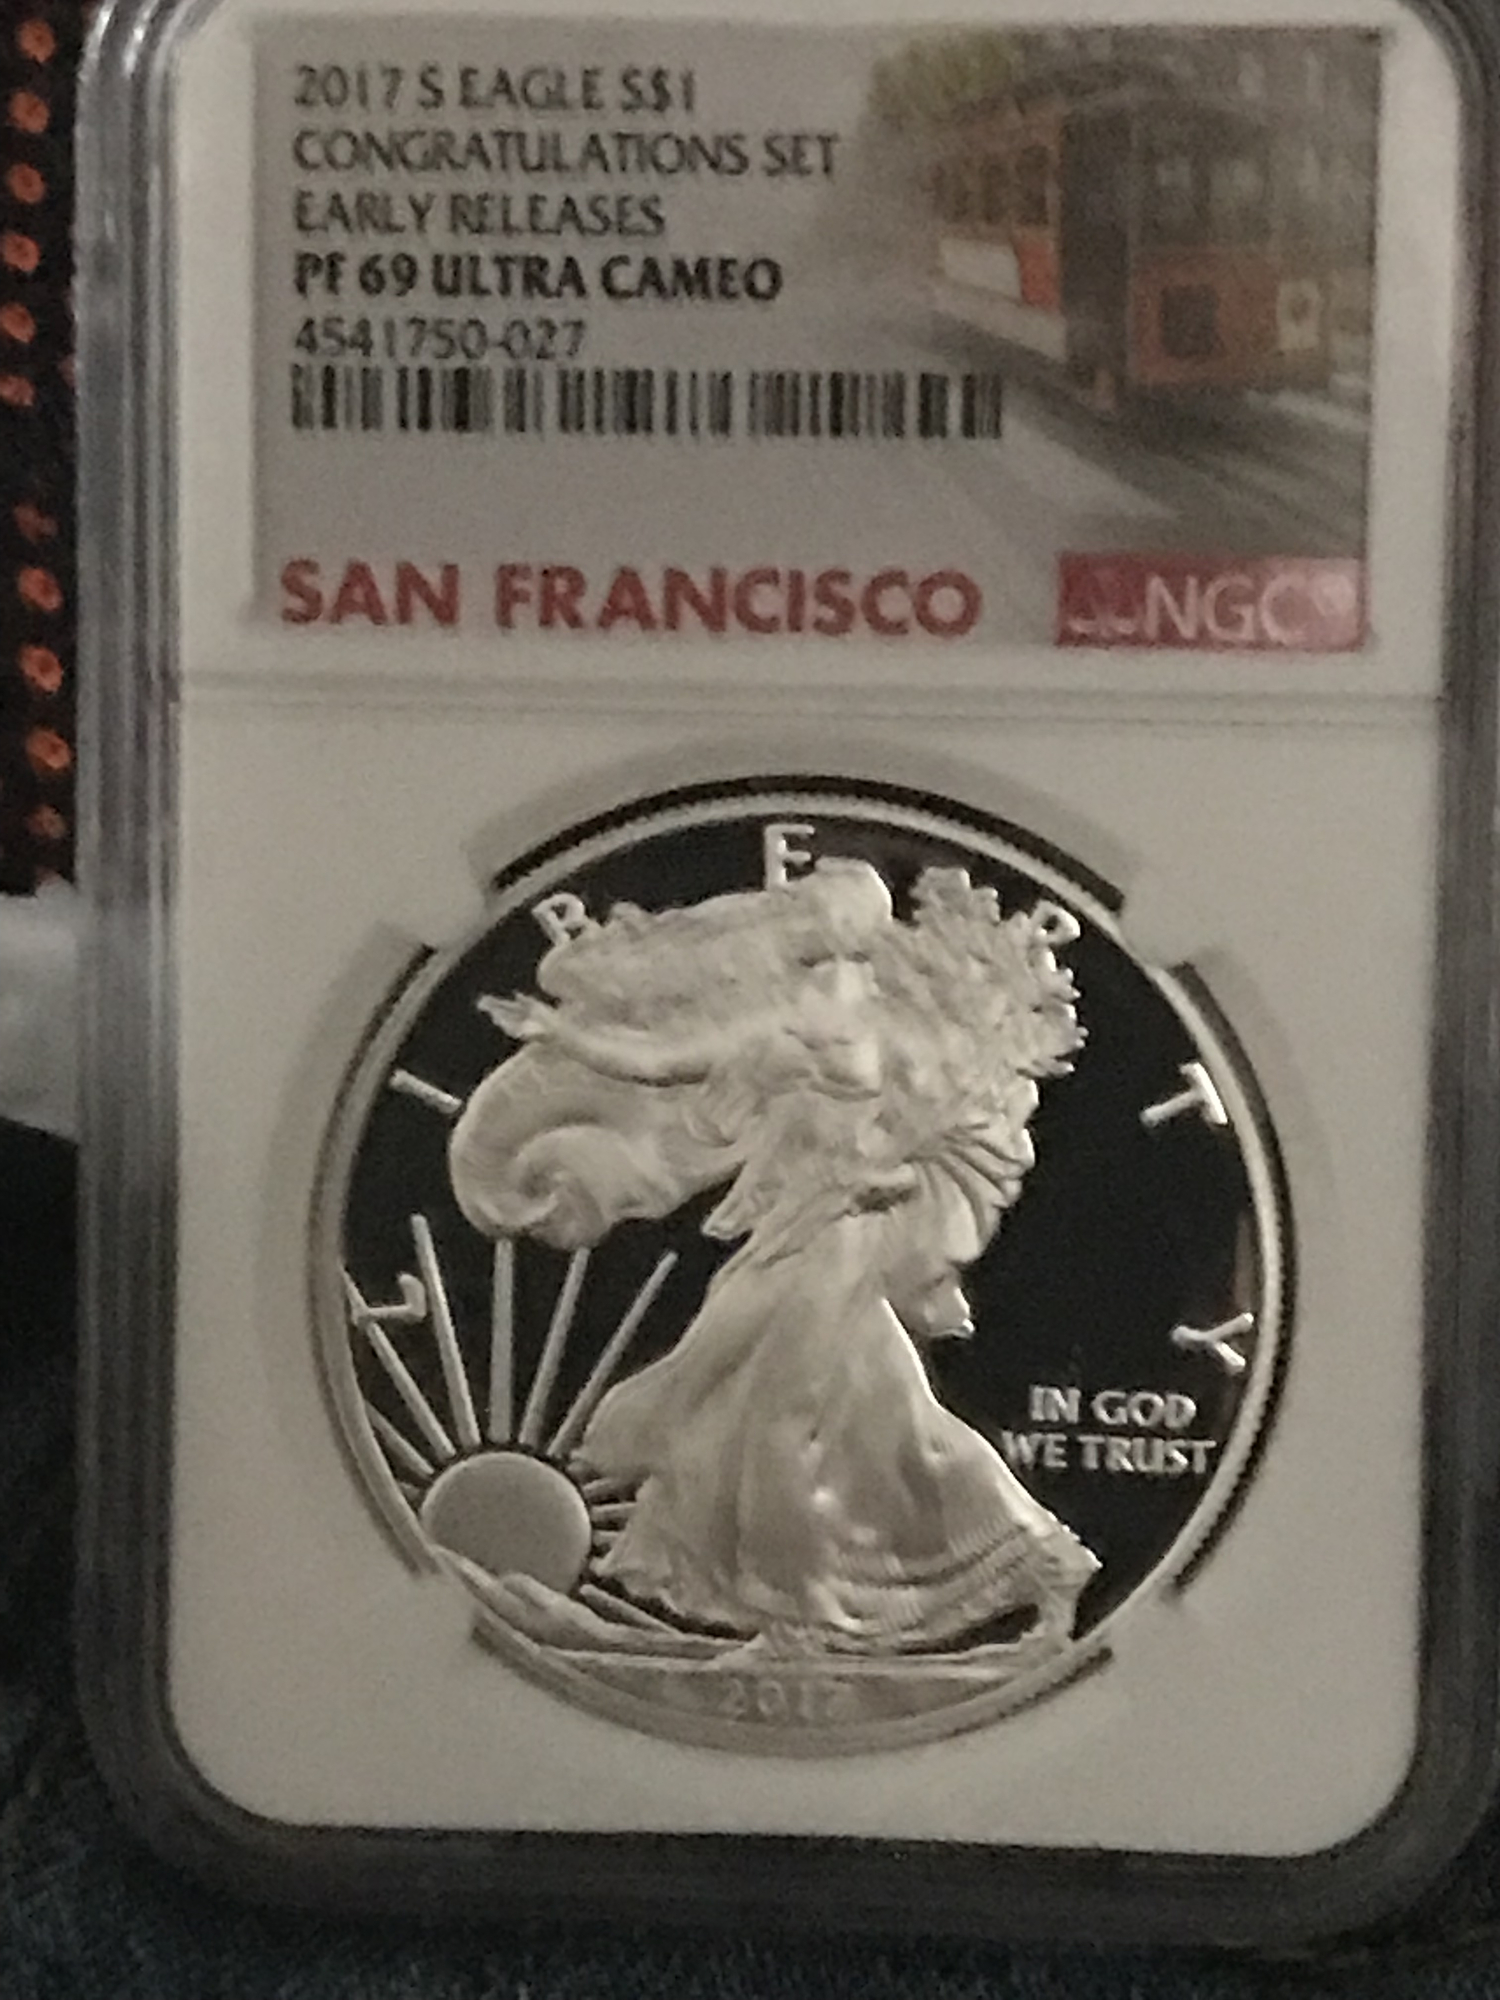 2017 S EAGLE S$1
CONGRATULATIONS SET
EARLY RELEASES
PF 69 ULTRA CAMEO
4541750-027
SAN FRANCISCO
NGC
LIBERTY
IN GOD
WE TRUST
2017